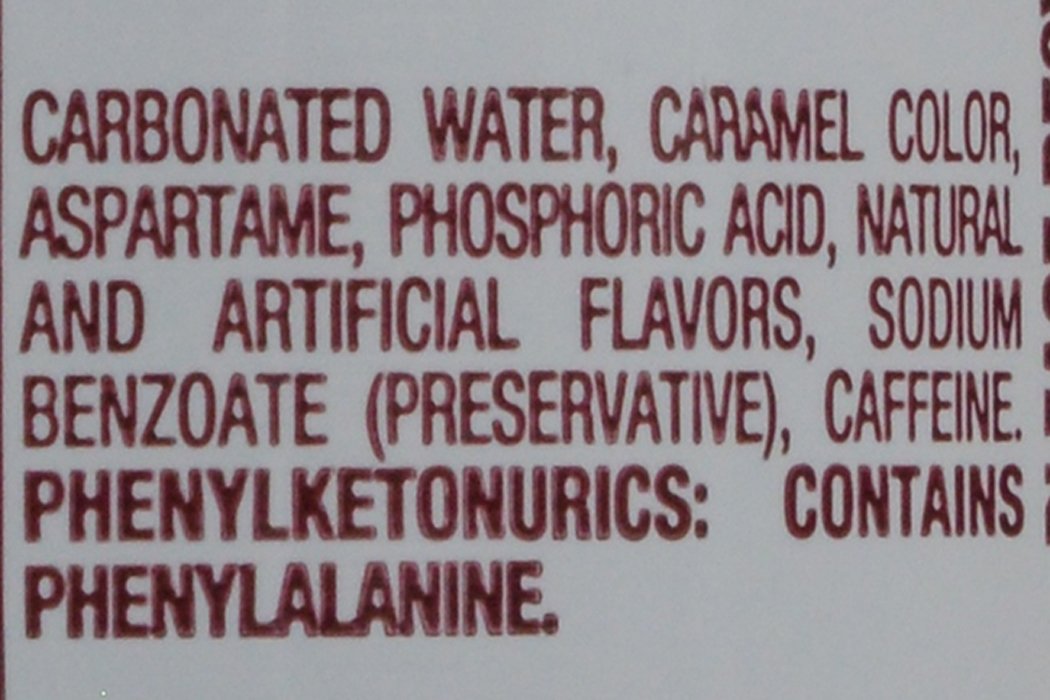 CARBONATED WATER, CARAMEL COLOR,
ASPARTAME, PHOSPHORIC ACID, NATURAL
AND ARTIFICIAL FLAVORS, SODIUM
BENZOATE (PRESERVATIVE), CAFFEINE.
PHENYLKETONURICS: CONTAINS
PHENYLALANINE.